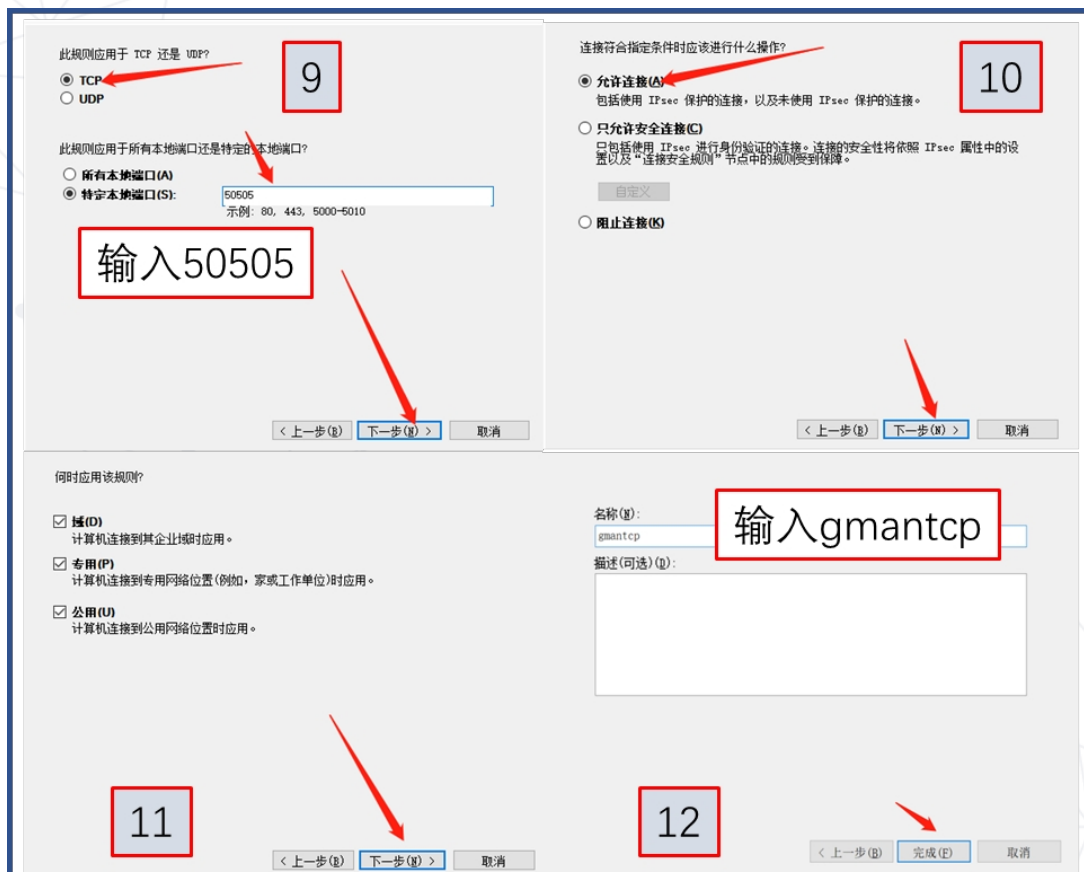 此规则应用于 TCP 还是 UDP?
TCP
UDP
9
此规则应用于所有本地端口还是特定的本地端口?
所有本地端口(A)
特定本地端口(S):
50505
示例: 80, 443, 5000-5010
输入50505
< 上一步(B)
下一步(N) >
取消
连接符合指定条件时应该进行什么操作?
10
允许连接(A)
包括使用 IPsec 保护的连接，以及未使用 IPsec 保护的连接。
只允许安全连接(C)
只包括使用 IPsec 进行身份验证的连接。连接的安全性将依照 IPsec 属性中的设
置以及“连接安全规则”节点中的规则受到保障。
自定义
阻止连接(K)
< 上一步(B)
下一步(N) >
取消
何时应用该规则?
域(D)
计算机连接到其企业域时应用。
专用(P)
计算机连接到专用网络位置(例如，家或工作单位)时应用。
公用(U)
计算机连接到公用网络位置时应用。
11
< 上一步(B)
下一步(N) >
取消
名称(N):
gmantcp
输入gmantcp
描述(可选)(D):
12
< 上一步(B)
完成(F)
取消